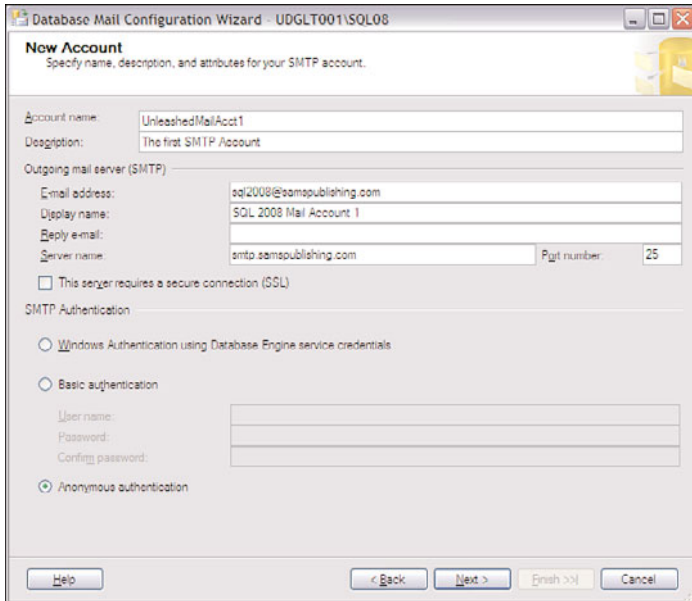 Database Mail Configuration Wizard - UDGLT001\SQL08
New Account
Specify name, description, and attributes for your SMTP account.
Account name: UnleashedMailAcct1
Description: The first SMTP Account
Outgoing mail server (SMTP)
E-mail address: sql2008@samspublishing.com
Display name: SQL 2008 Mail Account 1
Reply e-mail:
Server name: smtp.samspublishing.com Port number: 25
This server requires a secure connection (SSL)
SMTP Authentication
Windows Authentication using Database Engine service credentials
Basic authentication
User name:
Password:
Confirm password:
Anonymous authentication
Help < Back Next > Finish >>| Cancel